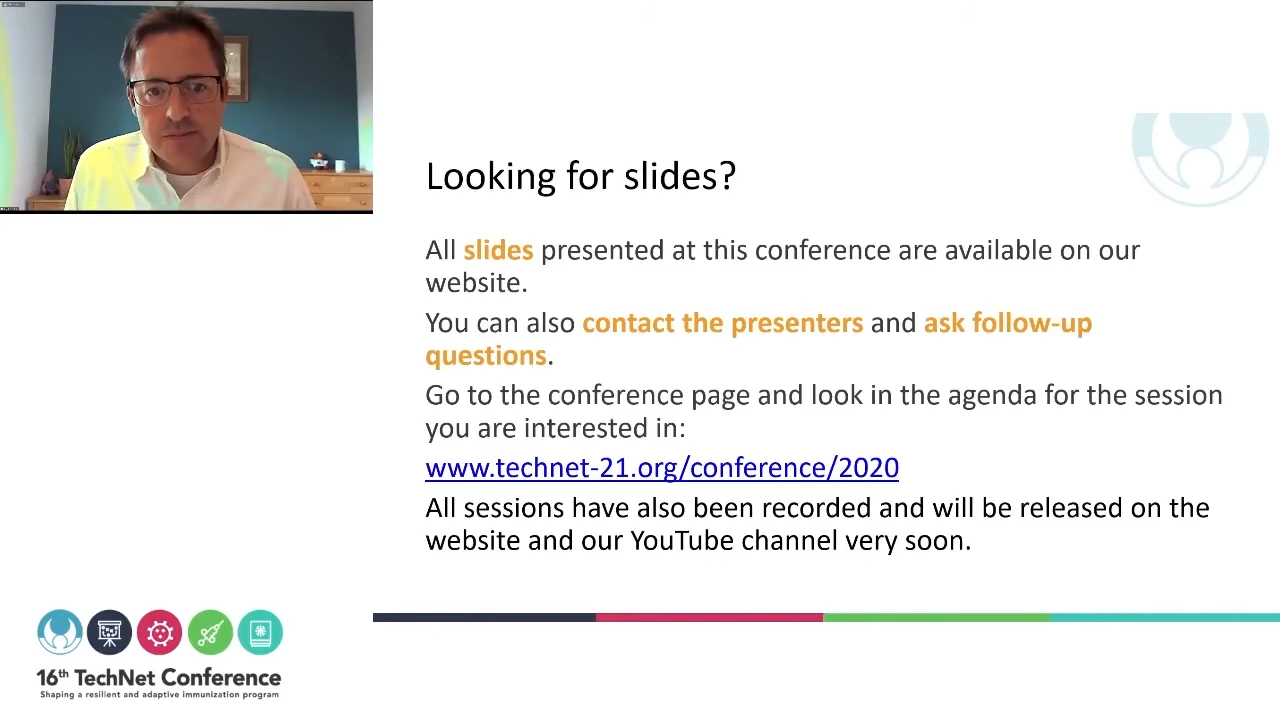 Looking for slides?
All slides presented at this conference are available on our
website.
You can also contact the presenters and ask follow-up
questions.
Go to the conference page and look in the agenda for the session
you are interested in:
www.technet-21.org/conference/2020
All sessions have also been recorded and will be released on the
website and our YouTube channel very soon.
16th TechNet Conference
Shaping a resilient and adaptive immunization program